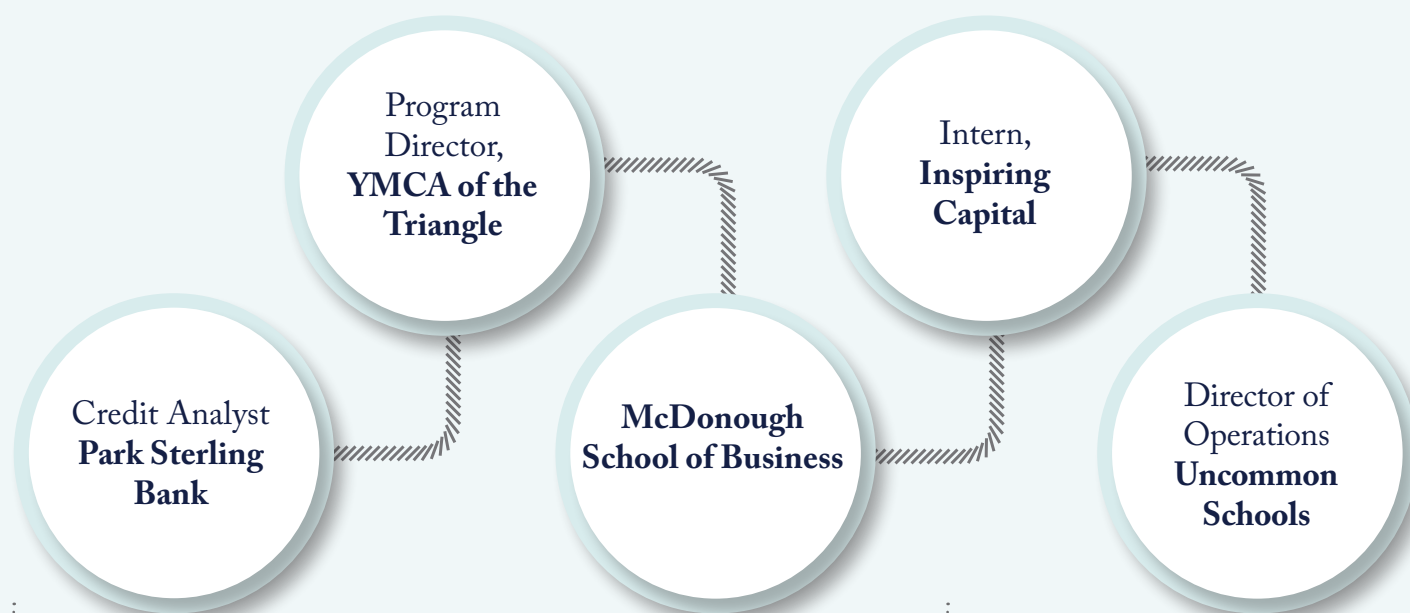 Credit Analyst
Park Sterling
Bank
Program
Director,
YMCA of the
Triangle
McDonough
School of Business
Intern,
Inspiring
Capital
Director of
Operations
Uncommon
Schools